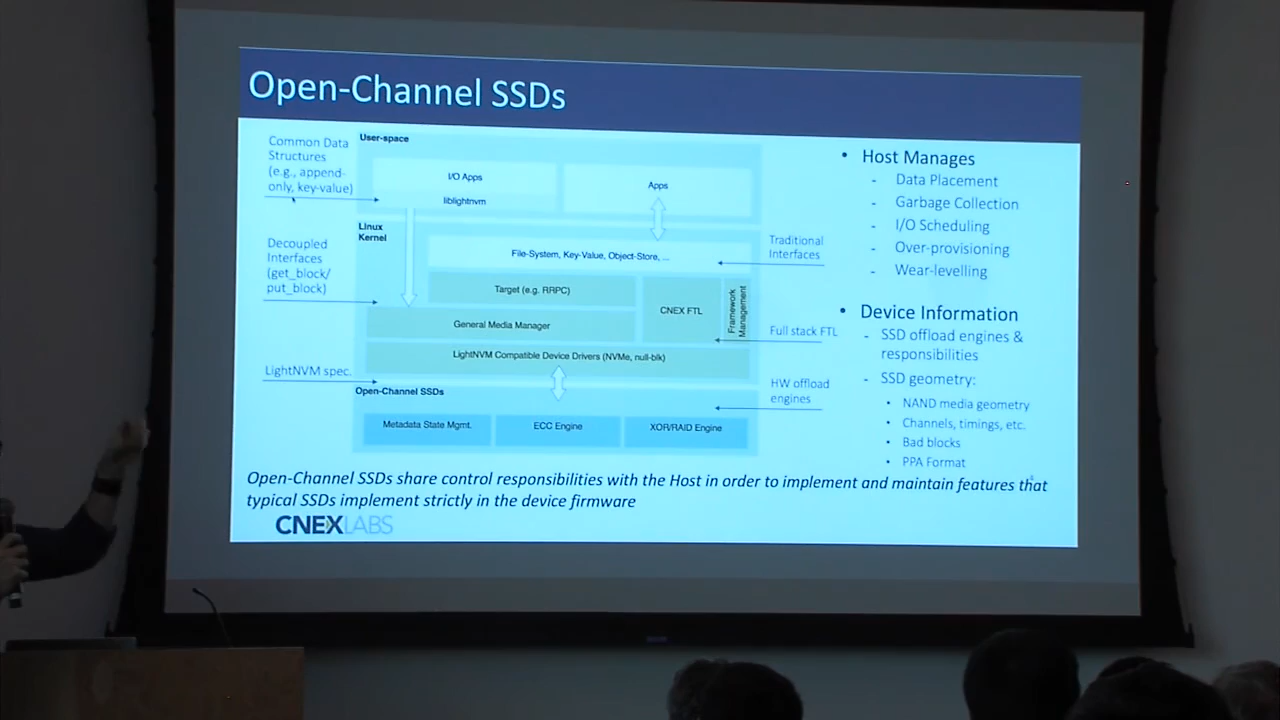 Open-Channel SSDs
Common Data
Structures
(e.g., append-
only, key-value)
Decoupled
Interfaces
(get_block/
put_block)
LightNVM spec.
User-space
I/O Apps
liblightnvm
Apps
Linux
Kernel
File-System, Key-Value, Object-Store, ...
Target (e.g. RRPC)
General Media Manager
CNEX FTL
Framework
Management
LightNVM Compatible Device Drivers (NVMe, null-blk)
Open-Channel SSDs
Metadata State Mgmt.
ECC Engine
XOR/RAID Engine
Traditional
Interfaces
Full stack FTL
HW offload
engines
• Host Manages
- Data Placement
- Garbage Collection
- I/O Scheduling
- Over-provisioning
- Wear-levelling
• Device Information
- SSD offload engines &
responsibilities
- SSD geometry:
• NAND media geometry
• Channels, timings, etc.
• Bad blocks
• PPA Format
Open-Channel SSDs share control responsibilities with the Host in order to implement and maintain features that
typical SSDs implement strictly in the device firmware
CNEXLABS